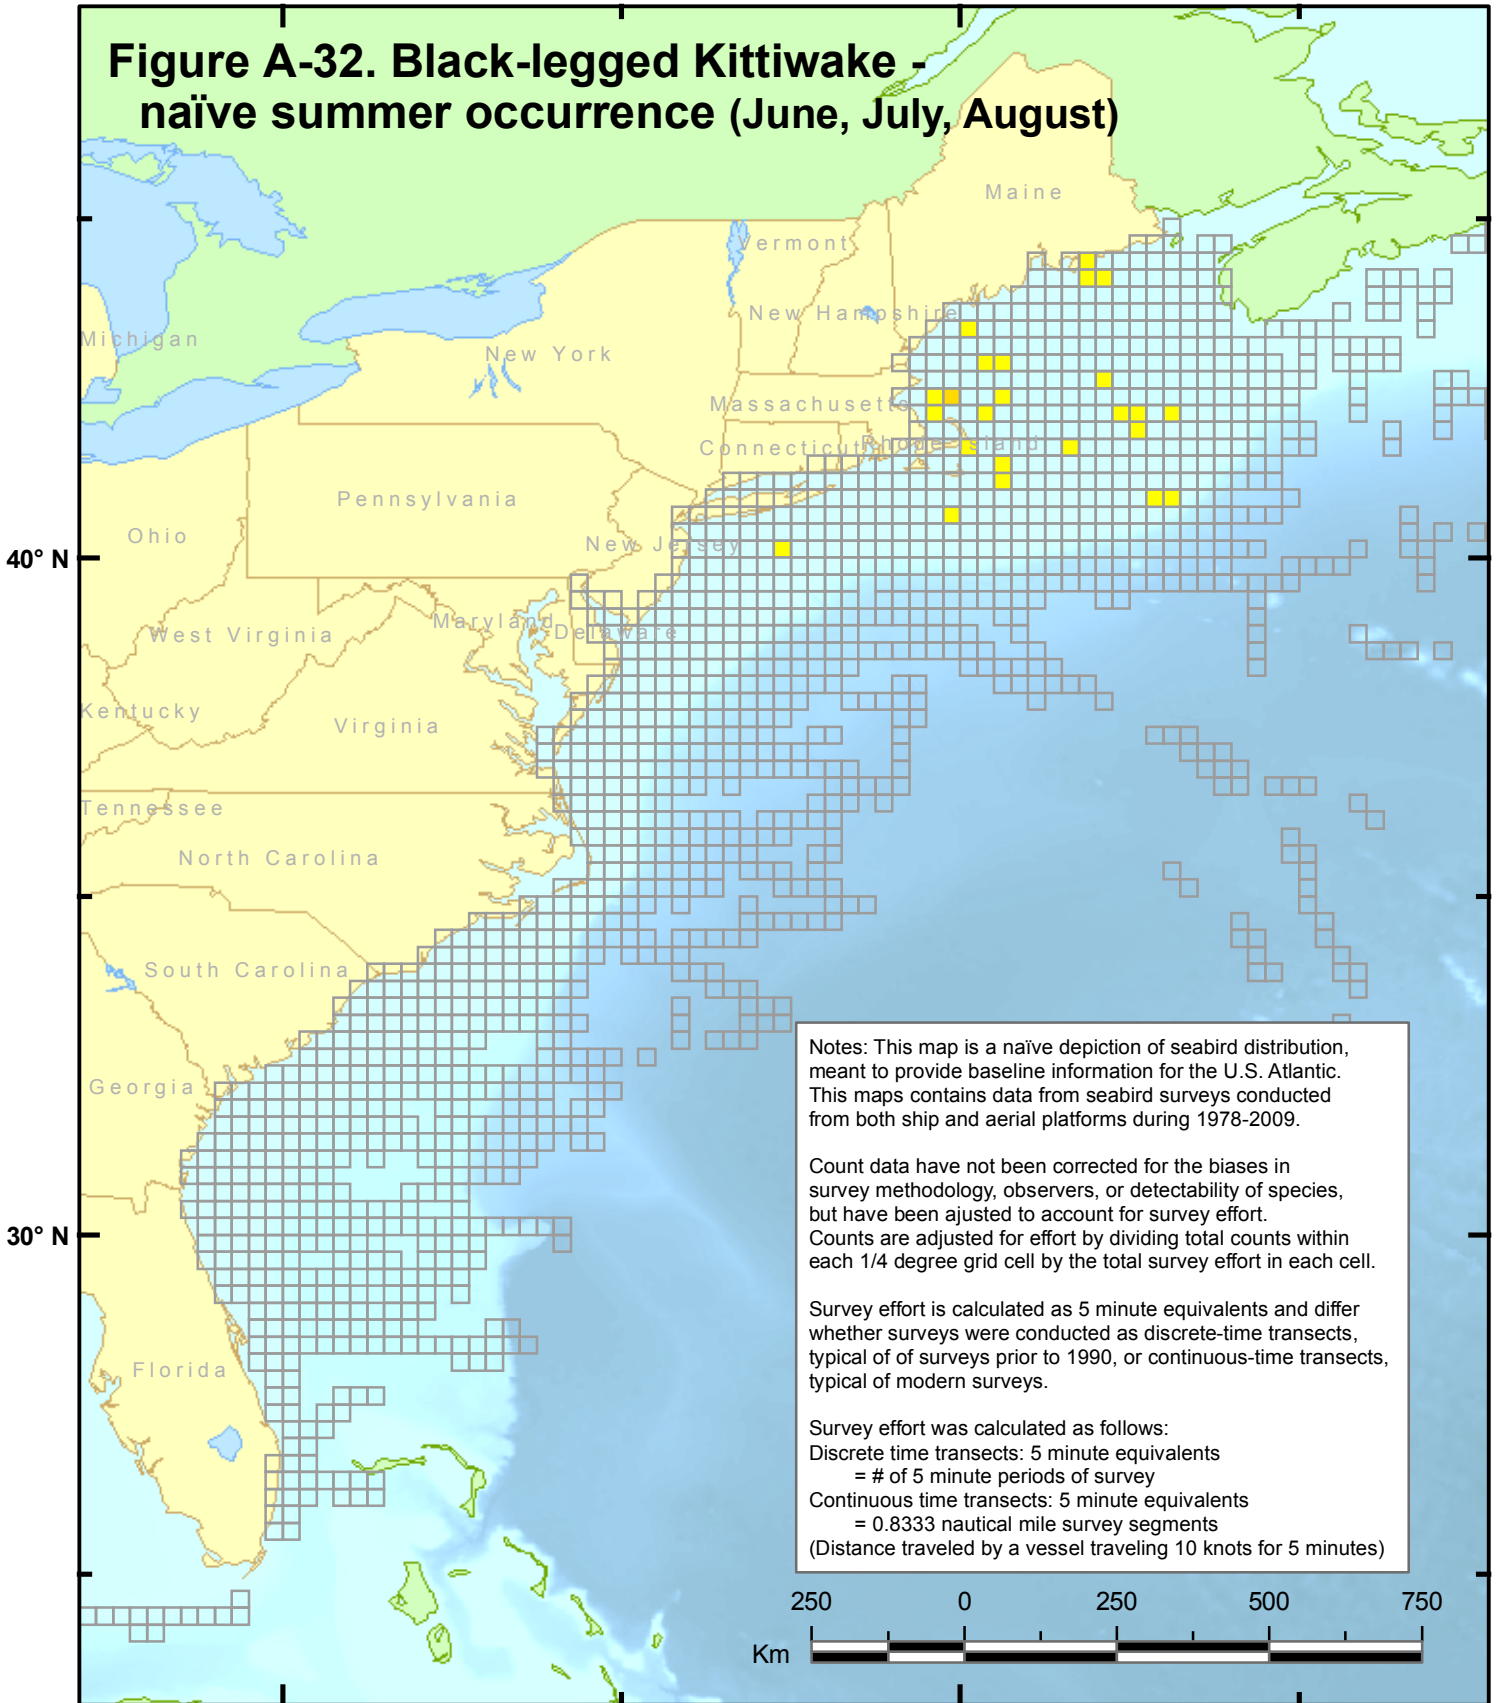 Figure A-32. Black-legged Kittiwake -
naïve summer occurrence (June, July, August)
Maine
Vermont
New Hampshire
Michigan
New York
Massachusetts
Connecticut
Rhode Island
Pennsylvania
Ohio
New Jersey
40° N
Maryland
Delaware
West Virginia
Kentucky
Virginia
Tennessee
North Carolina
South Carolina
Georgia
30° N
Florida
Notes: This map is a naïve depiction of seabird distribution,
meant to provide baseline information for the U.S. Atlantic.
This maps contains data from seabird surveys conducted
from both ship and aerial platforms during 1978-2009.
Count data have not been corrected for the biases in
survey methodology, observers, or detectability of species,
but have been ajusted to account for survey effort.
Counts are adjusted for effort by dividing total counts within
each 1/4 degree grid cell by the total survey effort in each cell.
Survey effort is calculated as 5 minute equivalents and differ
whether surveys were conducted as discrete-time transects,
typical of of surveys prior to 1990, or continuous-time transects,
typical of modern surveys.
Survey effort was calculated as follows:
Discrete time transects: 5 minute equivalents
= # of 5 minute periods of survey
Continuous time transects: 5 minute equivalents
= 0.8333 nautical mile survey segments
(Distance traveled by a vessel traveling 10 knots for 5 minutes)
250 0 250 500 750
Km